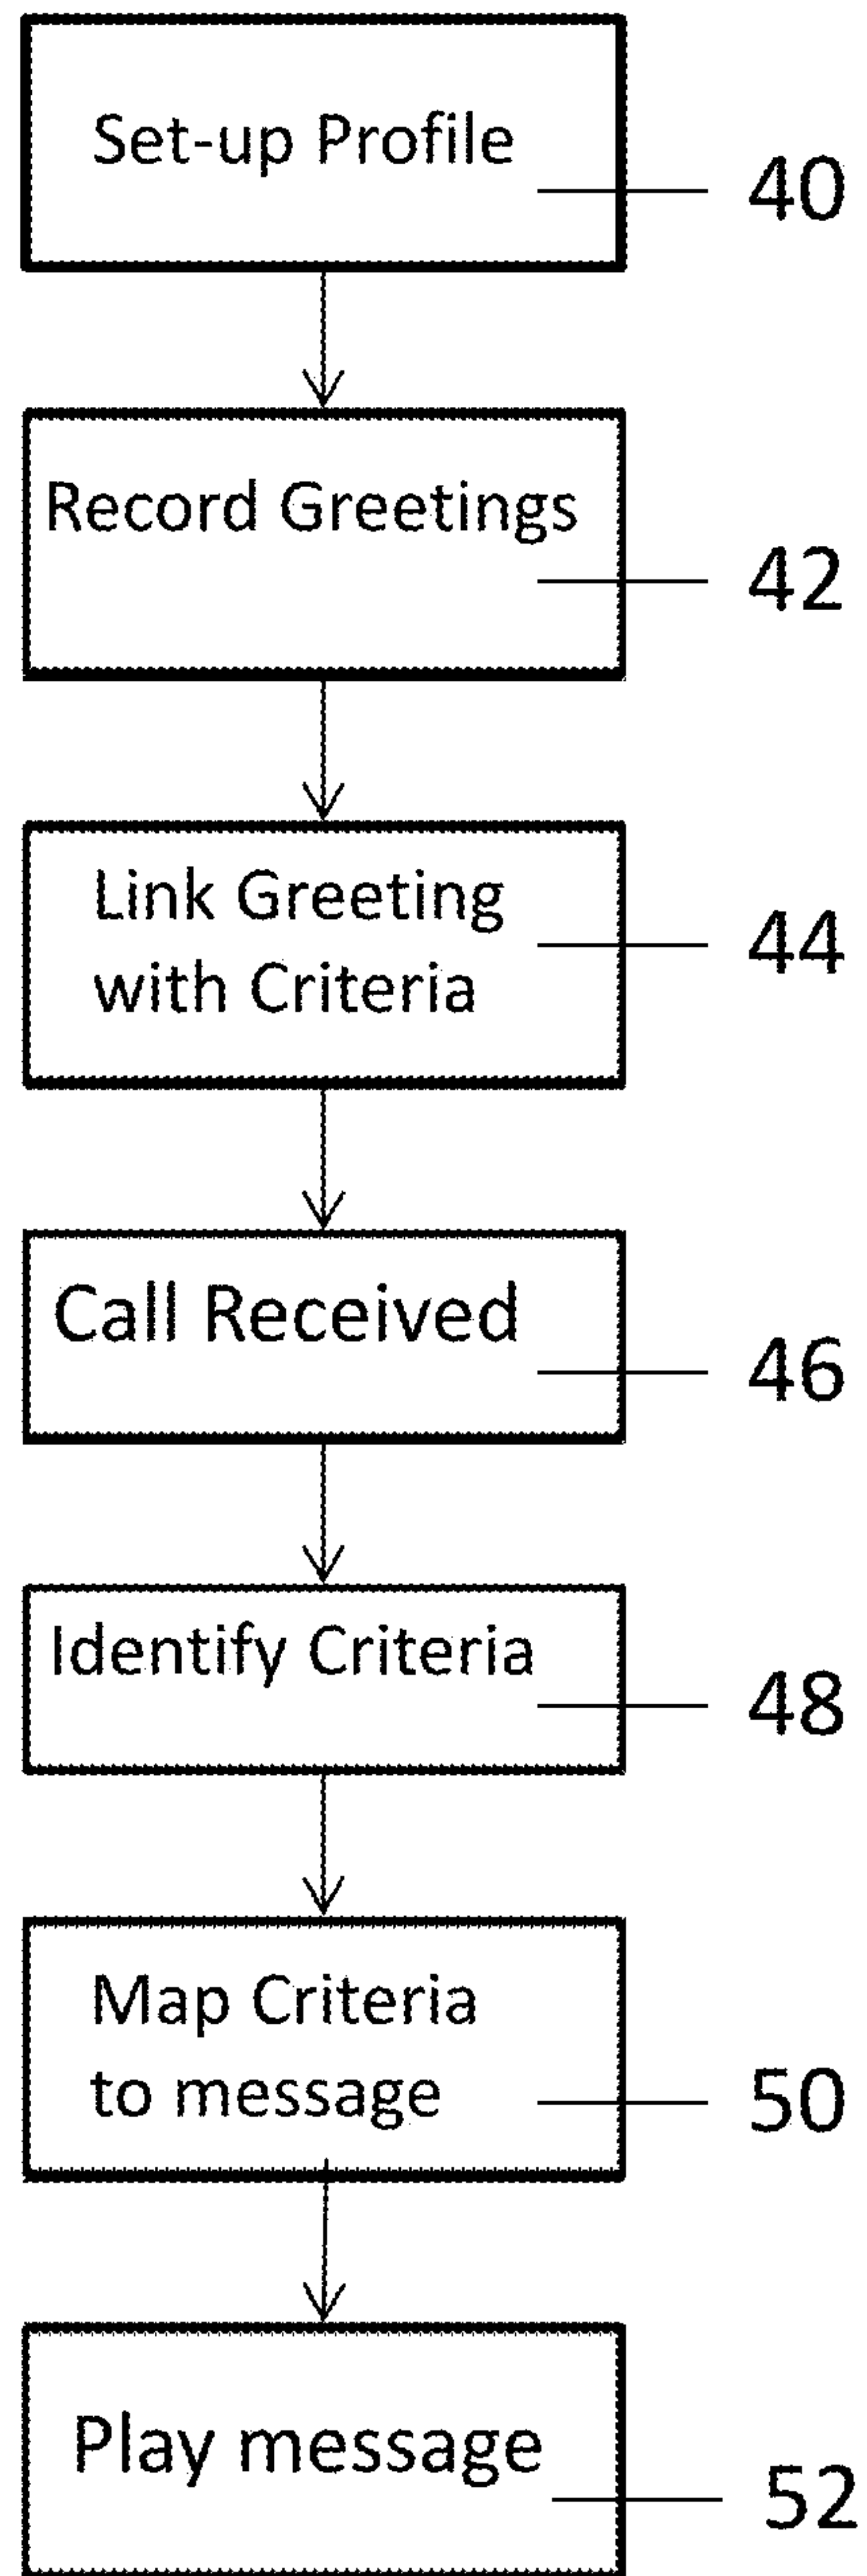 Set-up Profile
40
Record Greetings
42
Link Greeting
with Criteria
44
Call Received
46
Identify Criteria
48
Map Criteria
to message
50
Play message
52